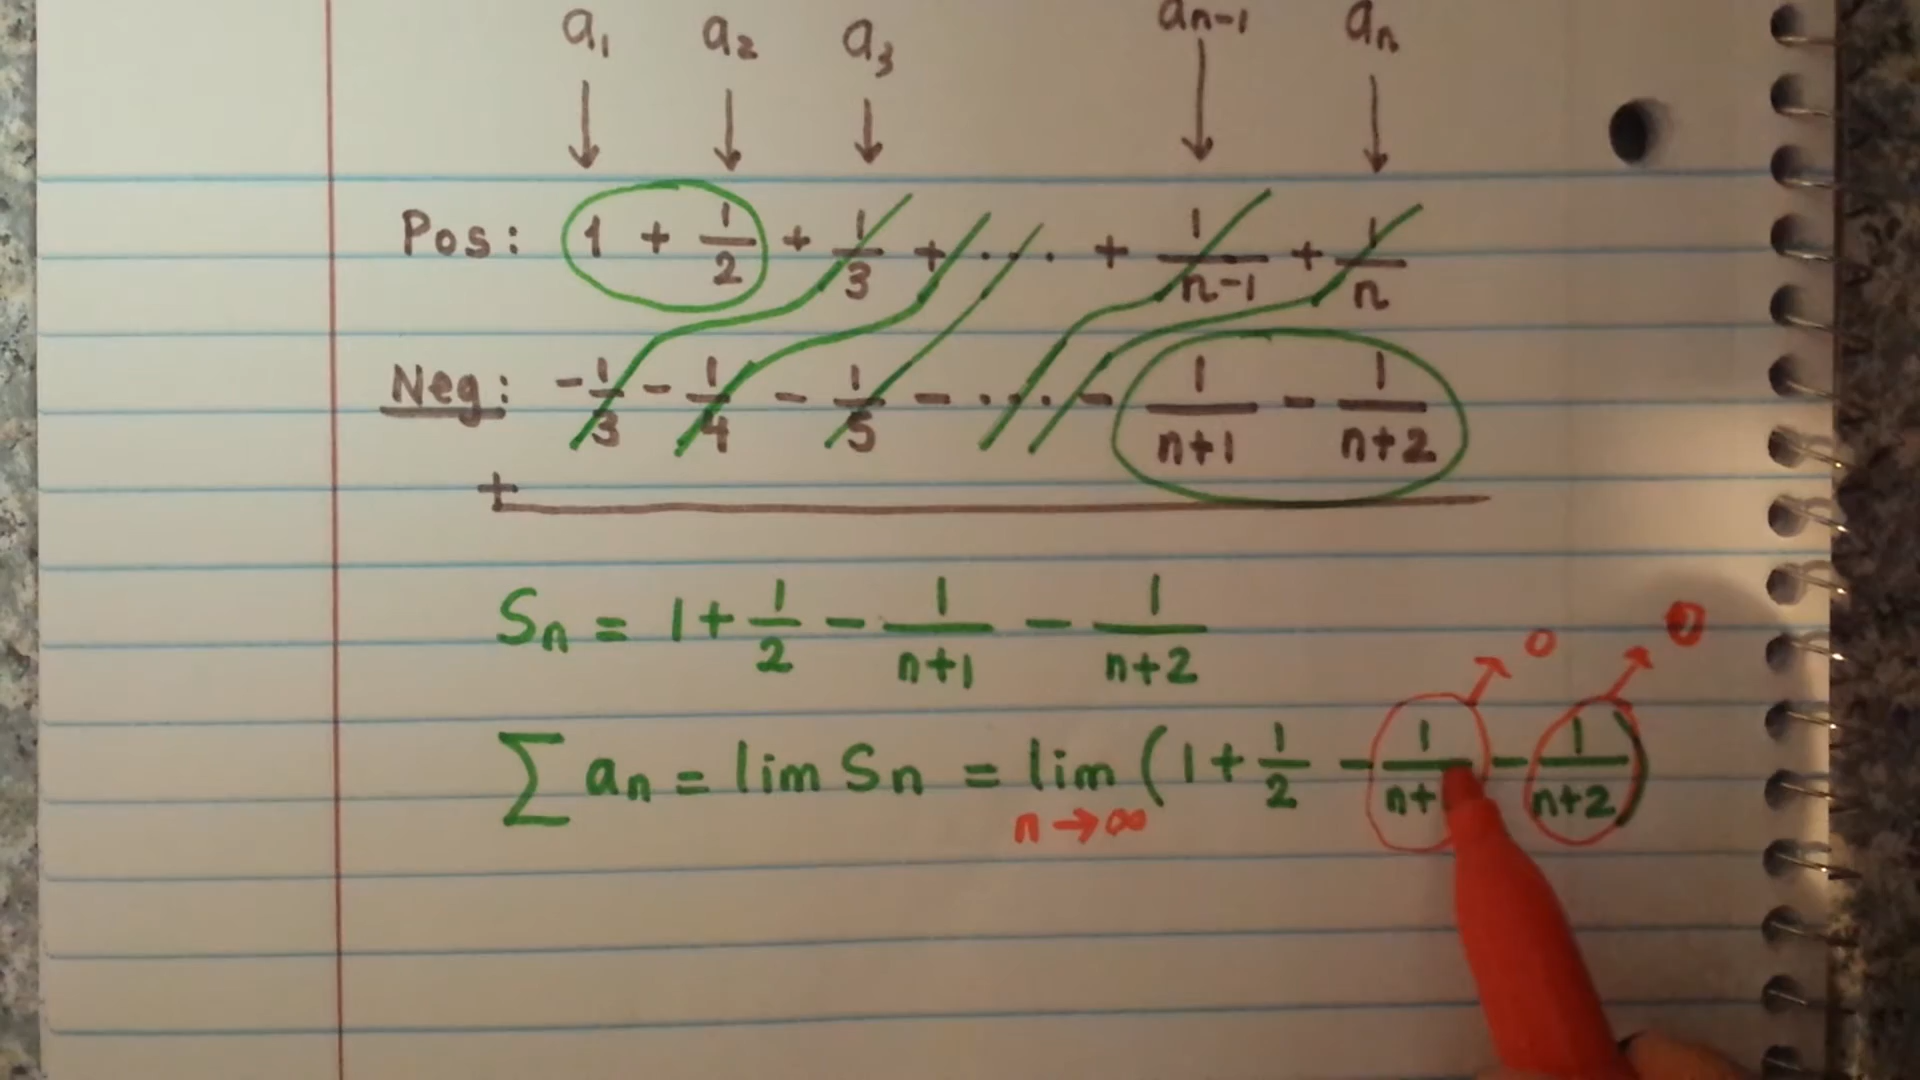 a₁ a₂ a₃ aₙ₋₁ aₙ
Pos: 1 + 1/2 + 1/3 + .... + 1/(n-1) + 1/n
Neg: -1/3 - 1/4 - 1/5 - .... - 1/(n+1) - 1/(n+2)
+
Sₙ = 1 + 1/2 - 1/(n+1) - 1/(n+2)
0 0
∑ aₙ = lim Sₙ = lim (1 + 1/2 - 1/(n+1) - 1/(n+2))
n → ∞